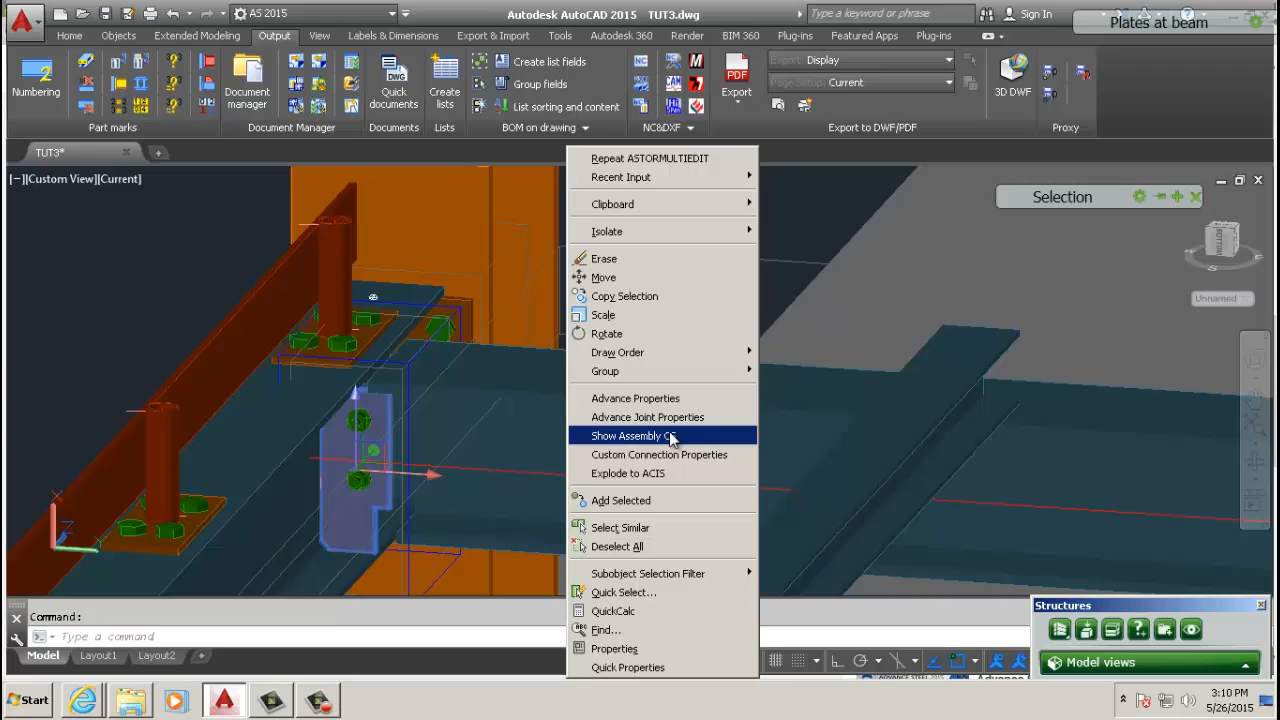 AS 2015
Autodesk AutoCAD 2015 TUT3.dwg
Type a keyword or phrase
Sign In
Plates at beam
Home Objects Extended Modeling Output View Labels & Dimensions Export & Import Tools Autodesk 360 Render BIM 360 Plug-ins Featured Apps Plug-ins
Numbering
Document manager
Quick documents
Create lists
Create list fields
Group fields
List sorting and content
Export
Export: Display
Page Setup: Current
3D DWF
Part marks Document Manager Documents Lists BOM on drawing NC&DXF Export to DWF/PDF Proxy
TUT3*
[−][Custom View][Current]
Selection
BOTTOM
Unnamed
Repeat ASTORMULTIEDIT
Recent Input
Clipboard
Isolate
Erase
Move
Copy Selection
Scale
Rotate
Draw Order
Group
Advance Properties
Advance Joint Properties
Show Assembly
Custom Connection Properties
Explode to ACIS
Add Selected
Select Similar
Deselect All
Subobject Selection Filter
Quick Select...
QuickCalc
Find...
Properties
Quick Properties
Command:
Type a command
Model Layout1 Layout2
Structures
Model views
Start
3:10 PM
5/26/2015